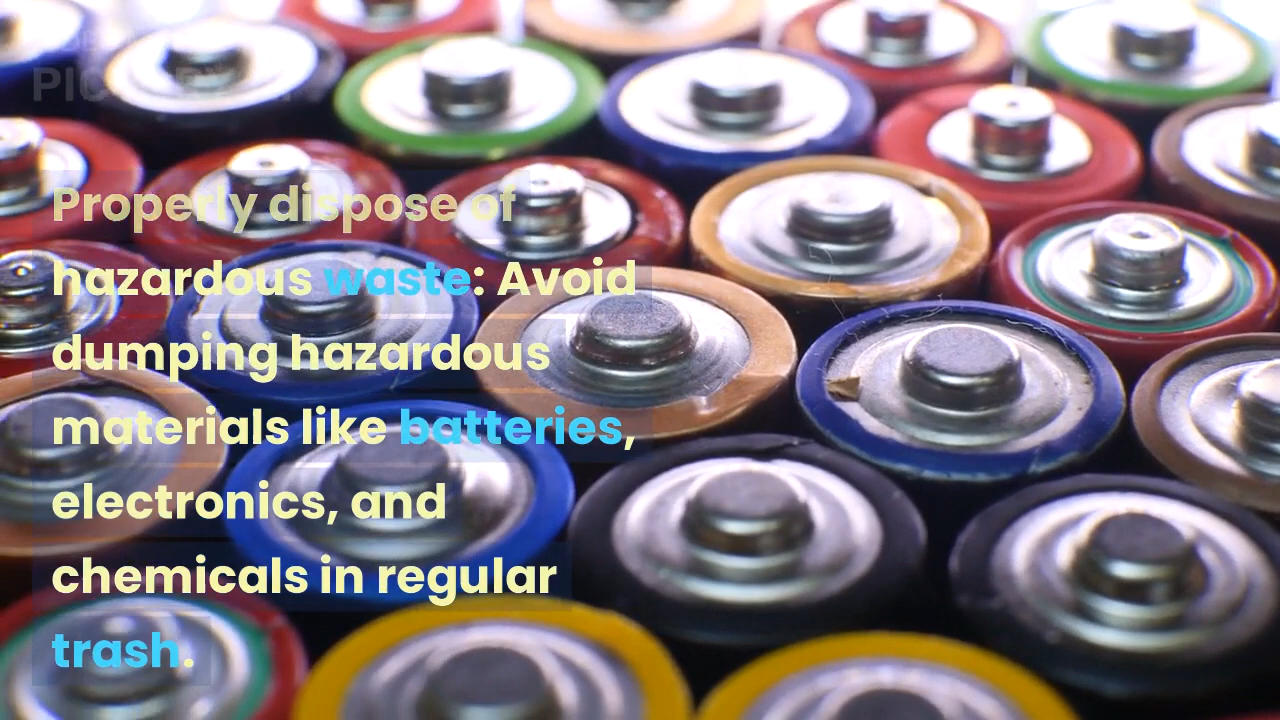 Properly dispose of
hazardous waste: Avoid
dumping hazardous
materials like batteries,
electronics, and
chemicals in regular
trash.